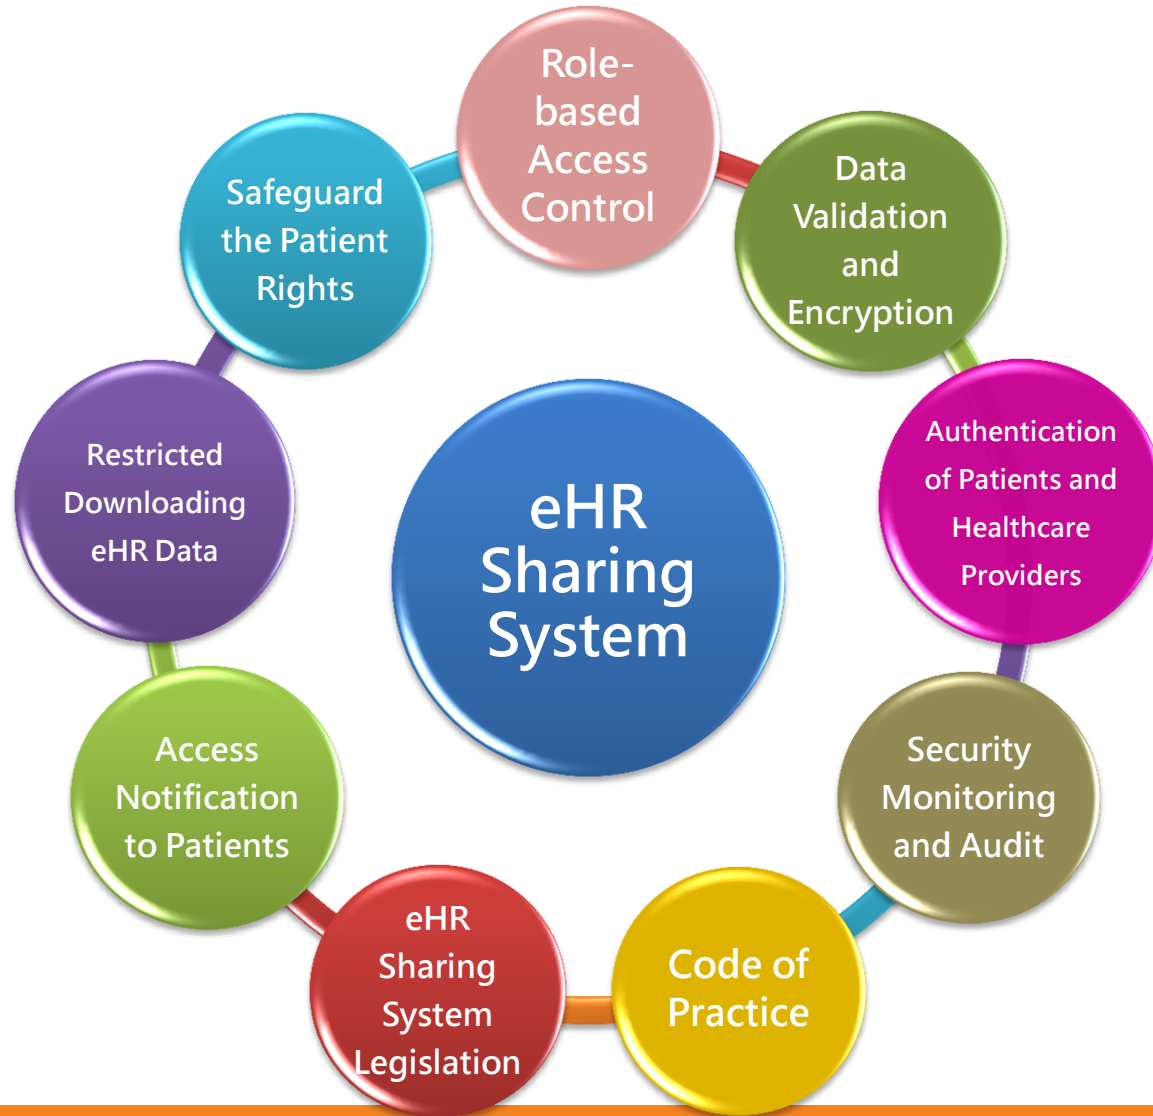 Role-
based
Access
Control
Data
Validation
and
Encryption
Authentication
of Patients and
Healthcare
Providers
Security
Monitoring
and Audit
Code of
Practice
eHR
Sharing
System
Legislation
Access
Notification
to Patients
Restricted
Downloading
eHR Data
Safeguard
the Patient
Rights
eHR
Sharing
System